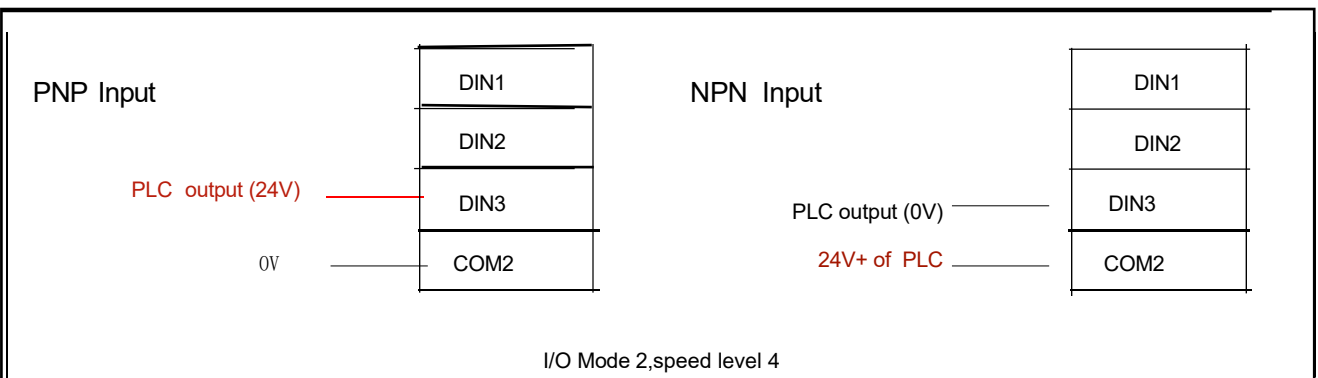 PNP Input
DIN1
DIN2
PLC output (24V)
DIN3
0V
COM2
NPN Input
DIN1
DIN2
PLC output (0V)
DIN3
24V+ of PLC
COM2
I/O Mode 2,speed level 4